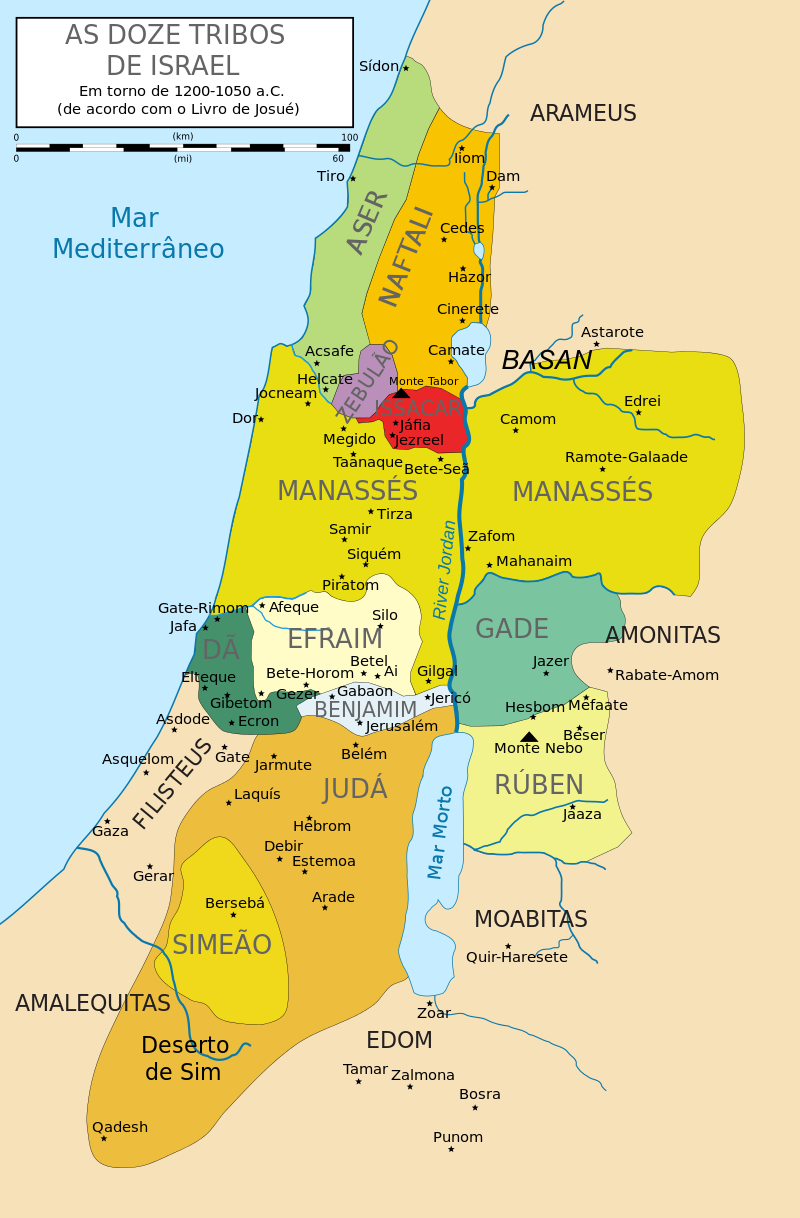 AS DOZE TRIBOS
DE ISRAEL
Em torno de 1200-1050 a.C.
(de acordo com o Livro de Josué)
0 (km) 100
0 (mi) 60
Sídon
ARAMEUS
Iiom
Tiro
Dam
Mar
Mediterrâneo
ASER
NAFTALI
Cedes
Hazor
Cinerete
Astarote
Acsafe
Camate
BASAN
ZEBULÃO
Helcate
Monte Tabor
Jocneam
ISSACAR
Edrei
Dor
Jáfia
Camom
Megido
Jezreel
Taanaque
Bete-Seã
Ramote-Galaade
MANASSÉS
MANASSÉS
Tirza
Samir
Zafom
Siquém
Mahanaim
River Jordan
Piratom
Gate-Rimom
Afeque
Jafa
Silo
DÃ
EFRAIM
GADE
AMONITAS
Betel
Jazer
Elteque
Bete-Horom
Ai
Gilgal
Rabate-Amom
Gibetom
Gezer
Gabaon
Jericó
Hesbom
Mefaate
BENJAMIM
Asdode
Ecron
Jerusalém
Beser
Monte Nebo
Asquelom
FILISTEUS
Gate
Jarmute
Belém
JUDÁ
RÚBEN
Laquís
Mar Morto
Jaaza
Gaza
Hebrom
Debir
Estemoa
Gerar
Arade
Bersebá
MOABITAS
SIMEÃO
Quir-Haresete
AMALEQUITAS
Zoar
Deserto
de Sim
EDOM
Tamar
Zalmona
Bosra
Qadesh
Punom